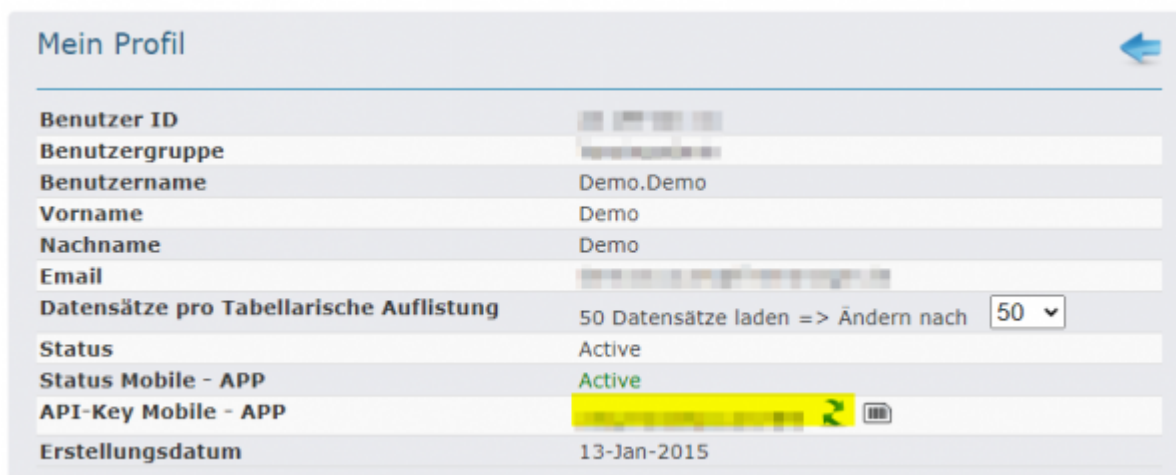 Mein Profil
Benutzer ID
Benutzergruppe
Benutzername Demo.Demo
Vorname Demo
Nachname Demo
Email
Datensätze pro Tabellarische Auflistung 50 Datensätze laden => Ändern nach 50
Status Active
Status Mobile - APP Active
API-Key Mobile - APP
Erstellungsdatum 13-Jan-2015